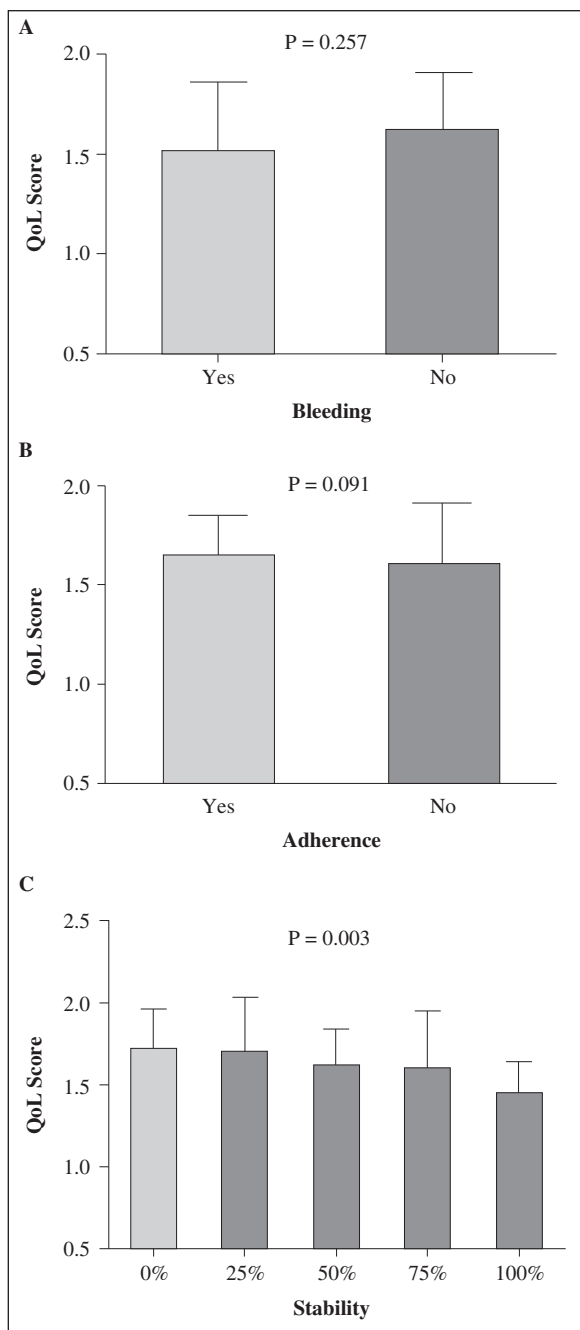 A
P = 0.257
2.0
1.5
1.0
0.5
QoL Score
Yes No
Bleeding
B
P = 0.091
2.0
1.5
1.0
0.5
QoL Score
Yes No
Adherence
C
P = 0.003
2.5
2.0
1.5
1.0
0.5
QoL Score
0% 25% 50% 75% 100%
Stability